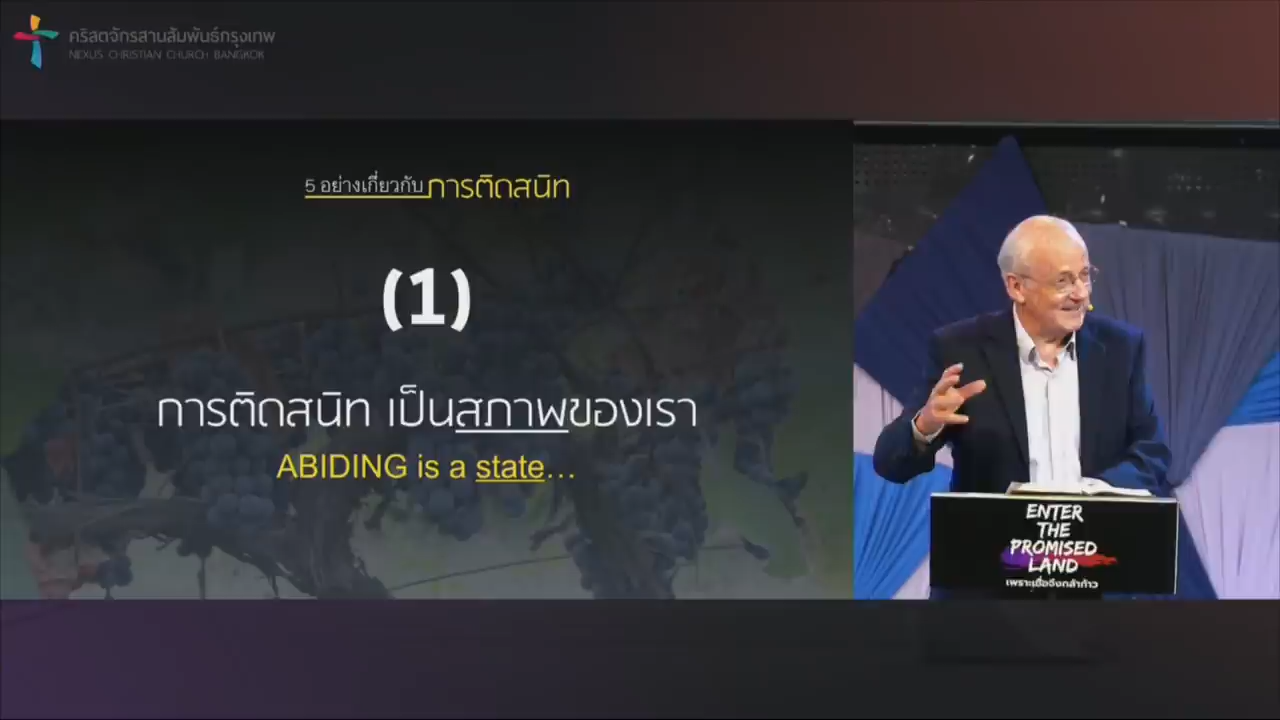 คริสตจักรสานสัมพันธ์กรุงเทพ
NEXUS CHRISTIAN CHURCH BANGKOK
5 อย่างเกี่ยวกับการติดสนิท
(1)
การติดสนิท เป็นสภาพของเรา
ABIDING is a state...
ENTER
THE
PROMISED
LAND
เพราะเชื่อจึงกล้าก้าว